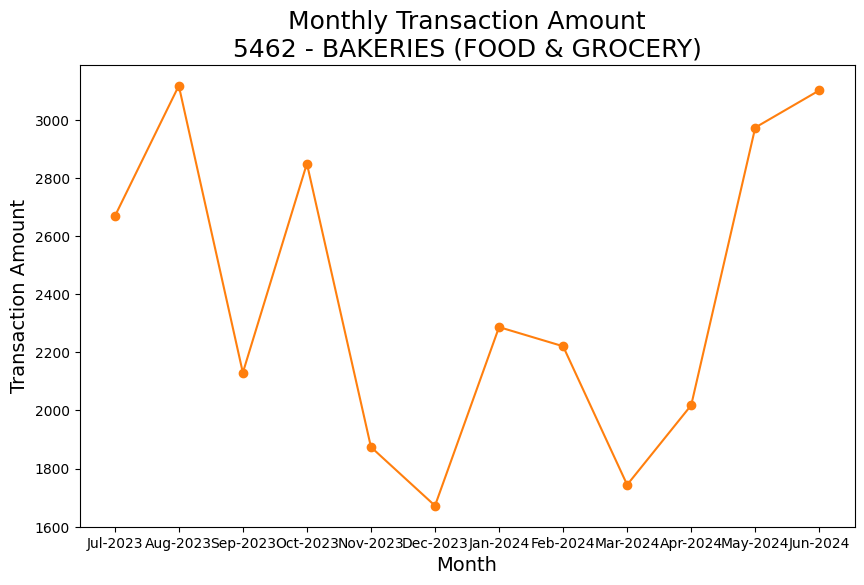 Monthly Transaction Amount
5462 - BAKERIES (FOOD & GROCERY)
Transaction Amount
3000
2800
2600
2400
2200
2000
1800
1600
Jul-2023 Aug-2023 Sep-2023 Oct-2023 Nov-2023 Dec-2023 Jan-2024 Feb-2024 Mar-2024 Apr-2024 May-2024 Jun-2024
Month